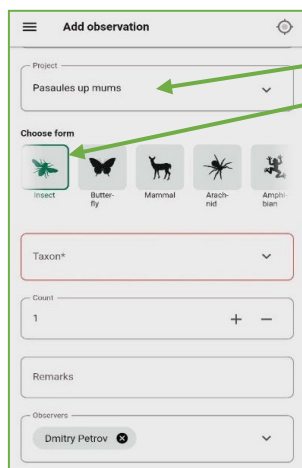 Add observation
Project
Pasaules up mums
Choose form
Insect
Butter-
fly
Mammal
Arach-
nid
Amphi-
bian
Taxon*
Count
1
Remarks
Observers
Dmitry Petrov